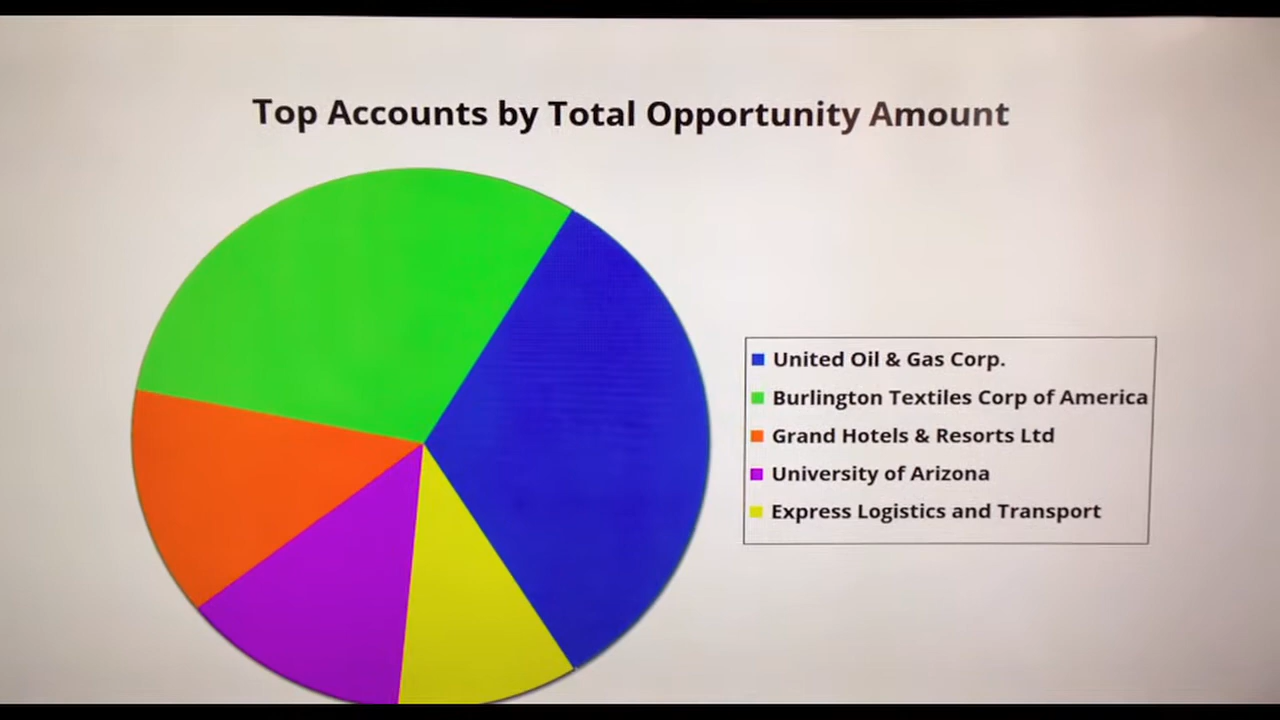 Top Accounts by Total Opportunity Amount
United Oil & Gas Corp.
Burlington Textiles Corp of America
Grand Hotels & Resorts Ltd
University of Arizona
Express Logistics and Transport